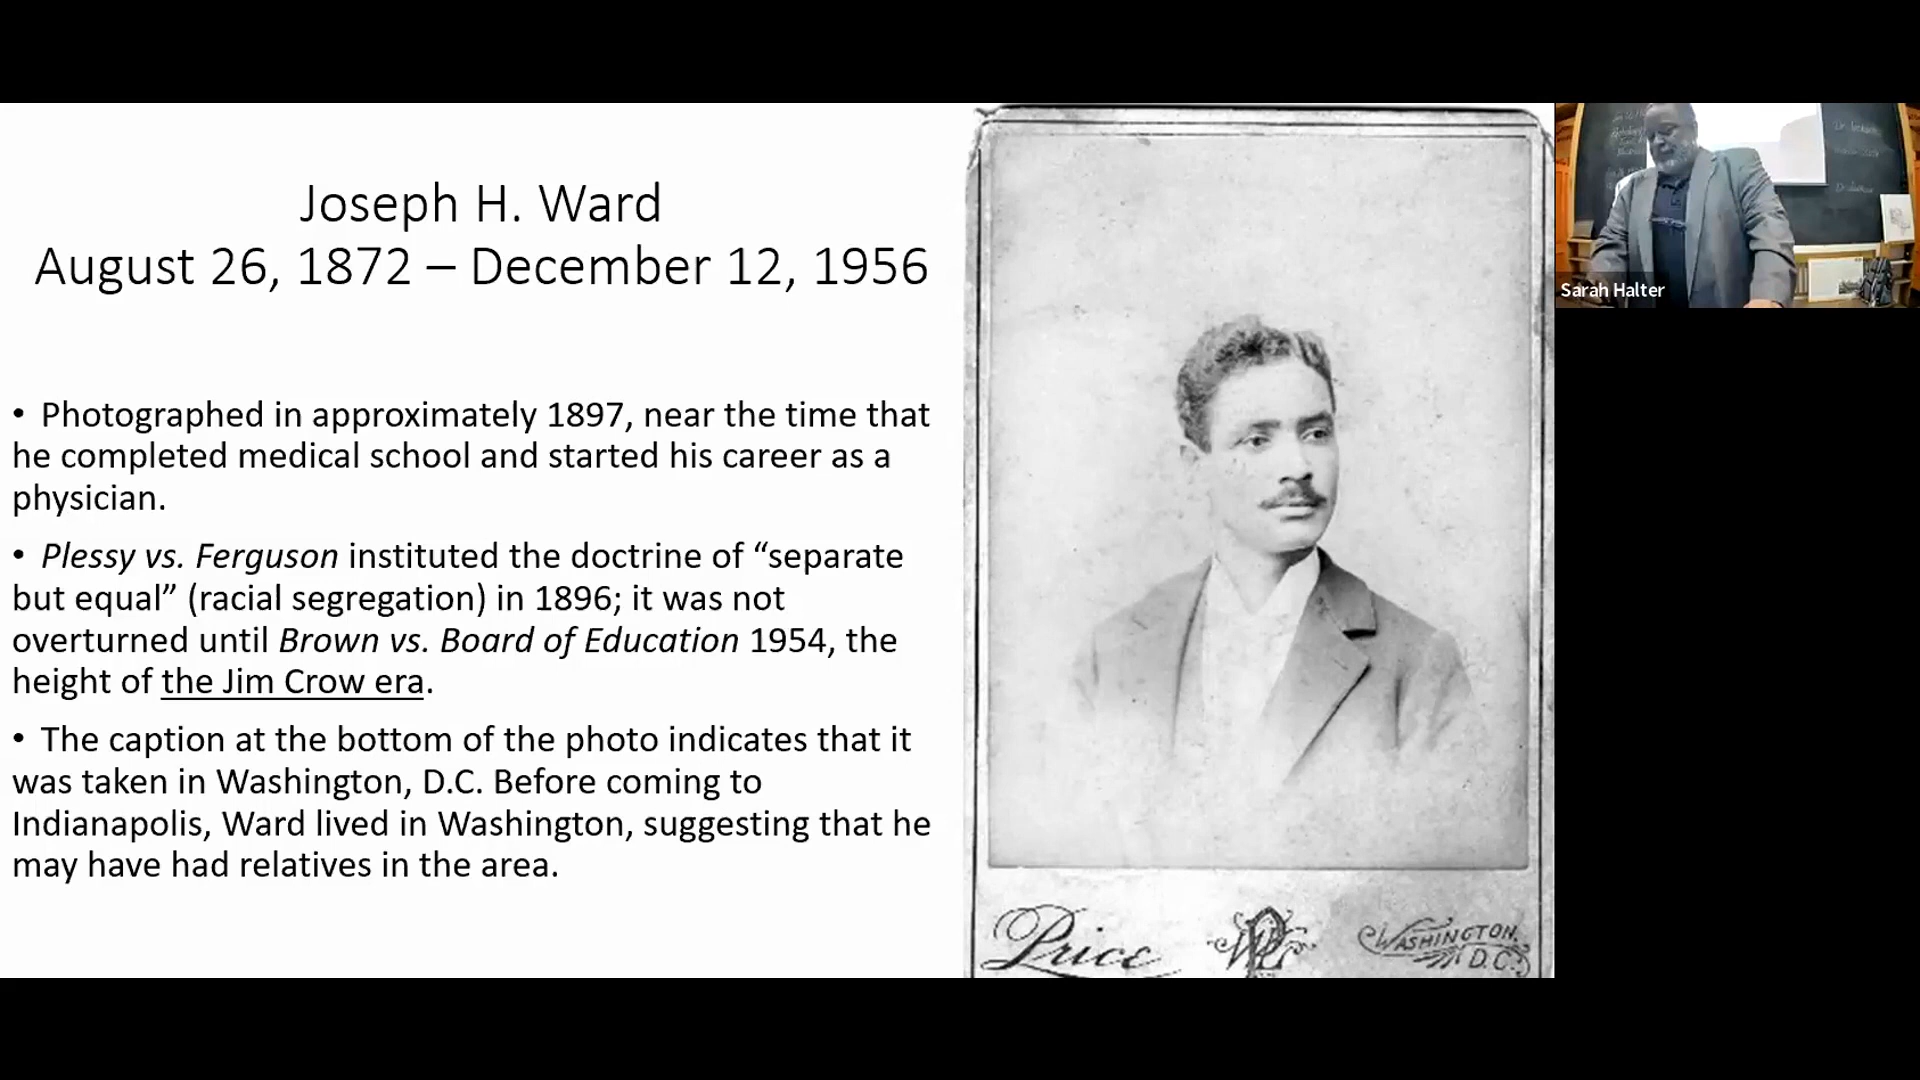 Joseph H. Ward
August 26, 1872 – December 12, 1956
• Photographed in approximately 1897, near the time that
he completed medical school and started his career as a
physician.
• Plessy vs. Ferguson instituted the doctrine of “separate
but equal” (racial segregation) in 1896; it was not
overturned until Brown vs. Board of Education 1954, the
height of the Jim Crow era.
• The caption at the bottom of the photo indicates that it
was taken in Washington, D.C. Before coming to
Indianapolis, Ward lived in Washington, suggesting that he
may have had relatives in the area.
Price
WASHINGTON,
D.C.
Sarah Halter